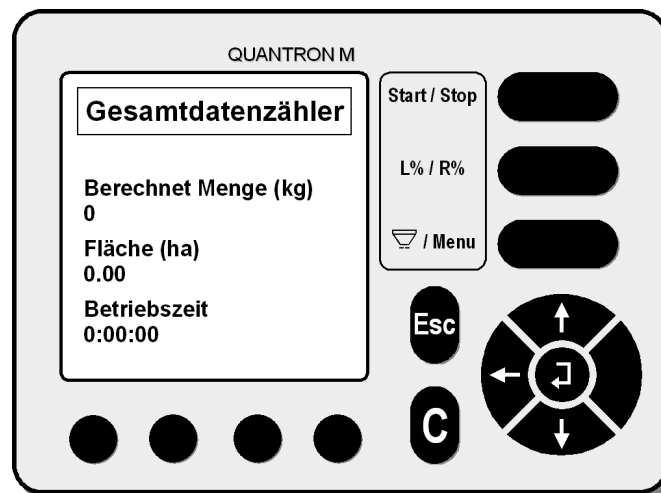 QUANTRON M
Gesamtdatenzähler
Berechnet Menge (kg)
0
Fläche (ha)
0.00
Betriebszeit
0:00:00
Start / Stop
L% / R%
/ Menu
Esc
C